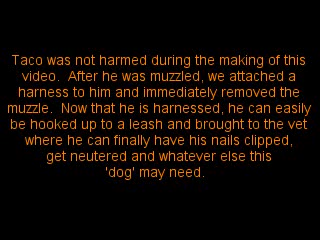 Taco was not harmed during the making of this
video.  After he was muzzled, we attached a
harness to him and immediately removed the
muzzle.  Now that he is harnessed, he can easily
be hooked up to a leash and brought to the vet
where he can finally have his nails clipped,
get neutered and whatever else this
'dog' may need.